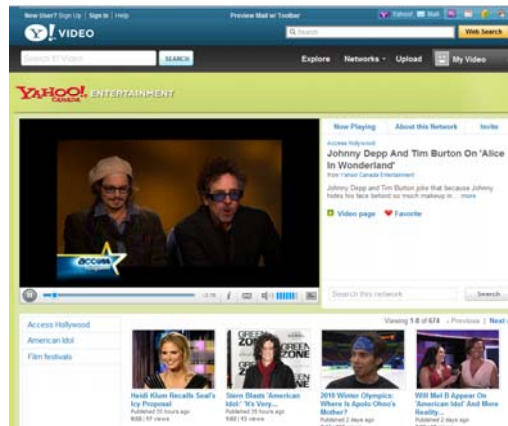 New User? Sign Up | Sign In | Help
Preview Mail w/ Toolbar
Yahoo! Mail
Y! VIDEO
Search
Web Search
SEARCH
Explore Networks Upload My Video
YAHOO! ENTERTAINMENT
CANADA
Now Playing About this Network Invite
Access Hollywood
Johnny Depp And Tim Burton On 'Alice
In Wonderland'
from Yahoo! Canada Entertainment
Johnny Depp and Tim Burton joke that because Johnny
hides his face behind so much makeup in... more
Video page Favorite
access
Search this network Search
Viewing 1-8 of 674 Previous | Next
Access Hollywood
American Idol
Film festivals
GREEN
ZONE
Heidi Klum Recalls Seal's
Icy Proposal
Published 35 hours ago
Stern Blasts 'American
Idol:' 'It's Very...
Published 35 hours ago
2010 Winter Olympics:
Where Is Apolo Ohno's
Mother?
Published 2 days ago
Will Mel B Appear On
'American Idol' And More
Reality...
Published 2 days ago